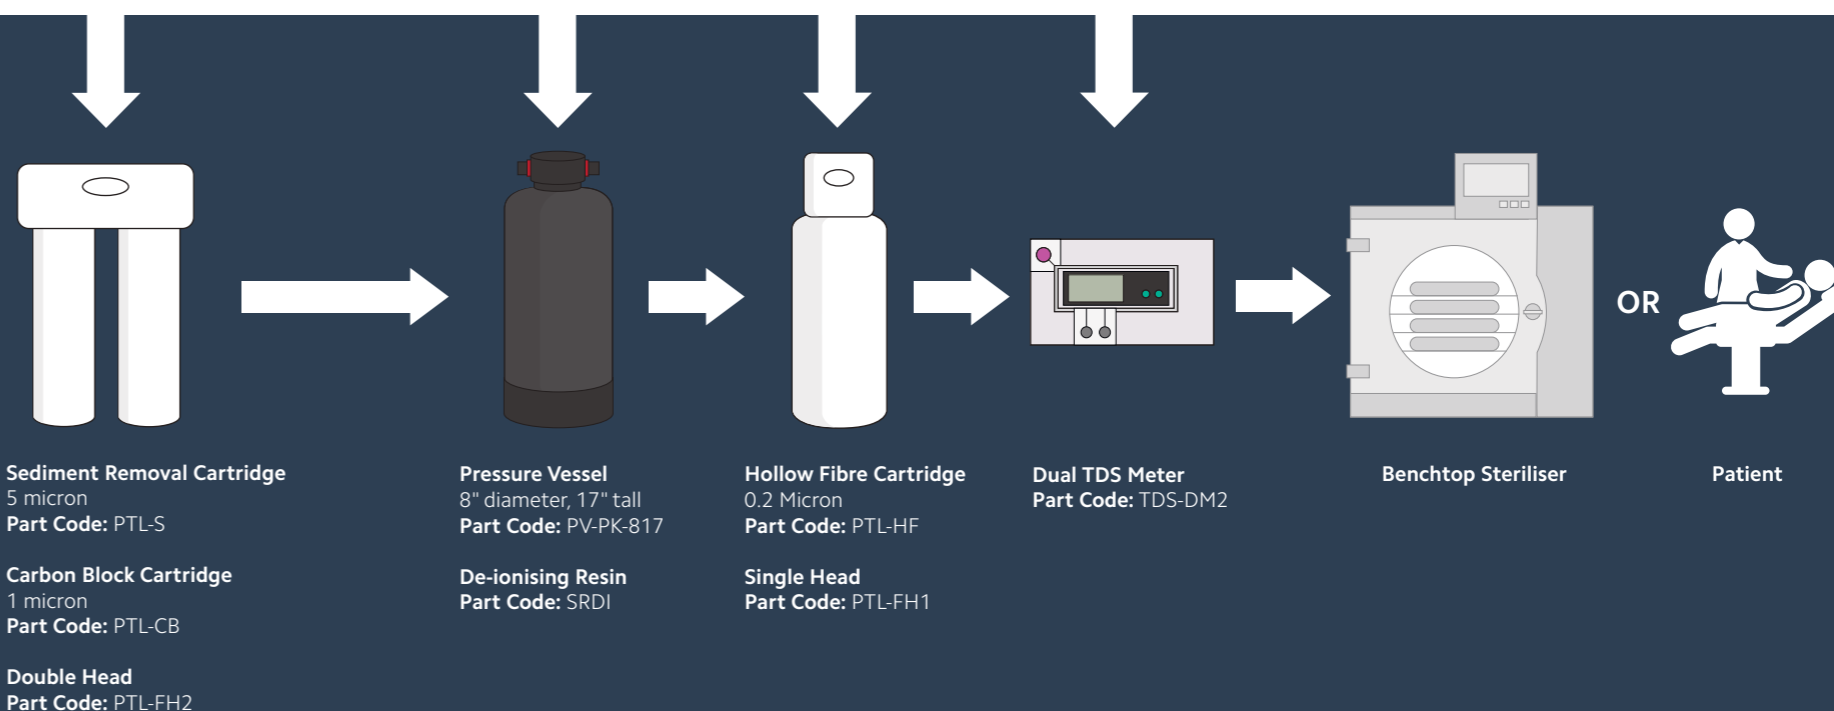 OR
Sediment Removal Cartridge
5 micron
Part Code: PTL-S
Carbon Block Cartridge
1 micron
Part Code: PTL-CB
Double Head
Part Code: PTL-FH2
Pressure Vessel
8" diameter, 17" tall
Part Code: PV-PK-817
De-ionising Resin
Part Code: SRDI
Hollow Fibre Cartridge
0.2 Micron
Part Code: PTL-HF
Single Head
Part Code: PTL-FH1
Dual TDS Meter
Part Code: TDS-DM2
Benchtop Steriliser
Patient